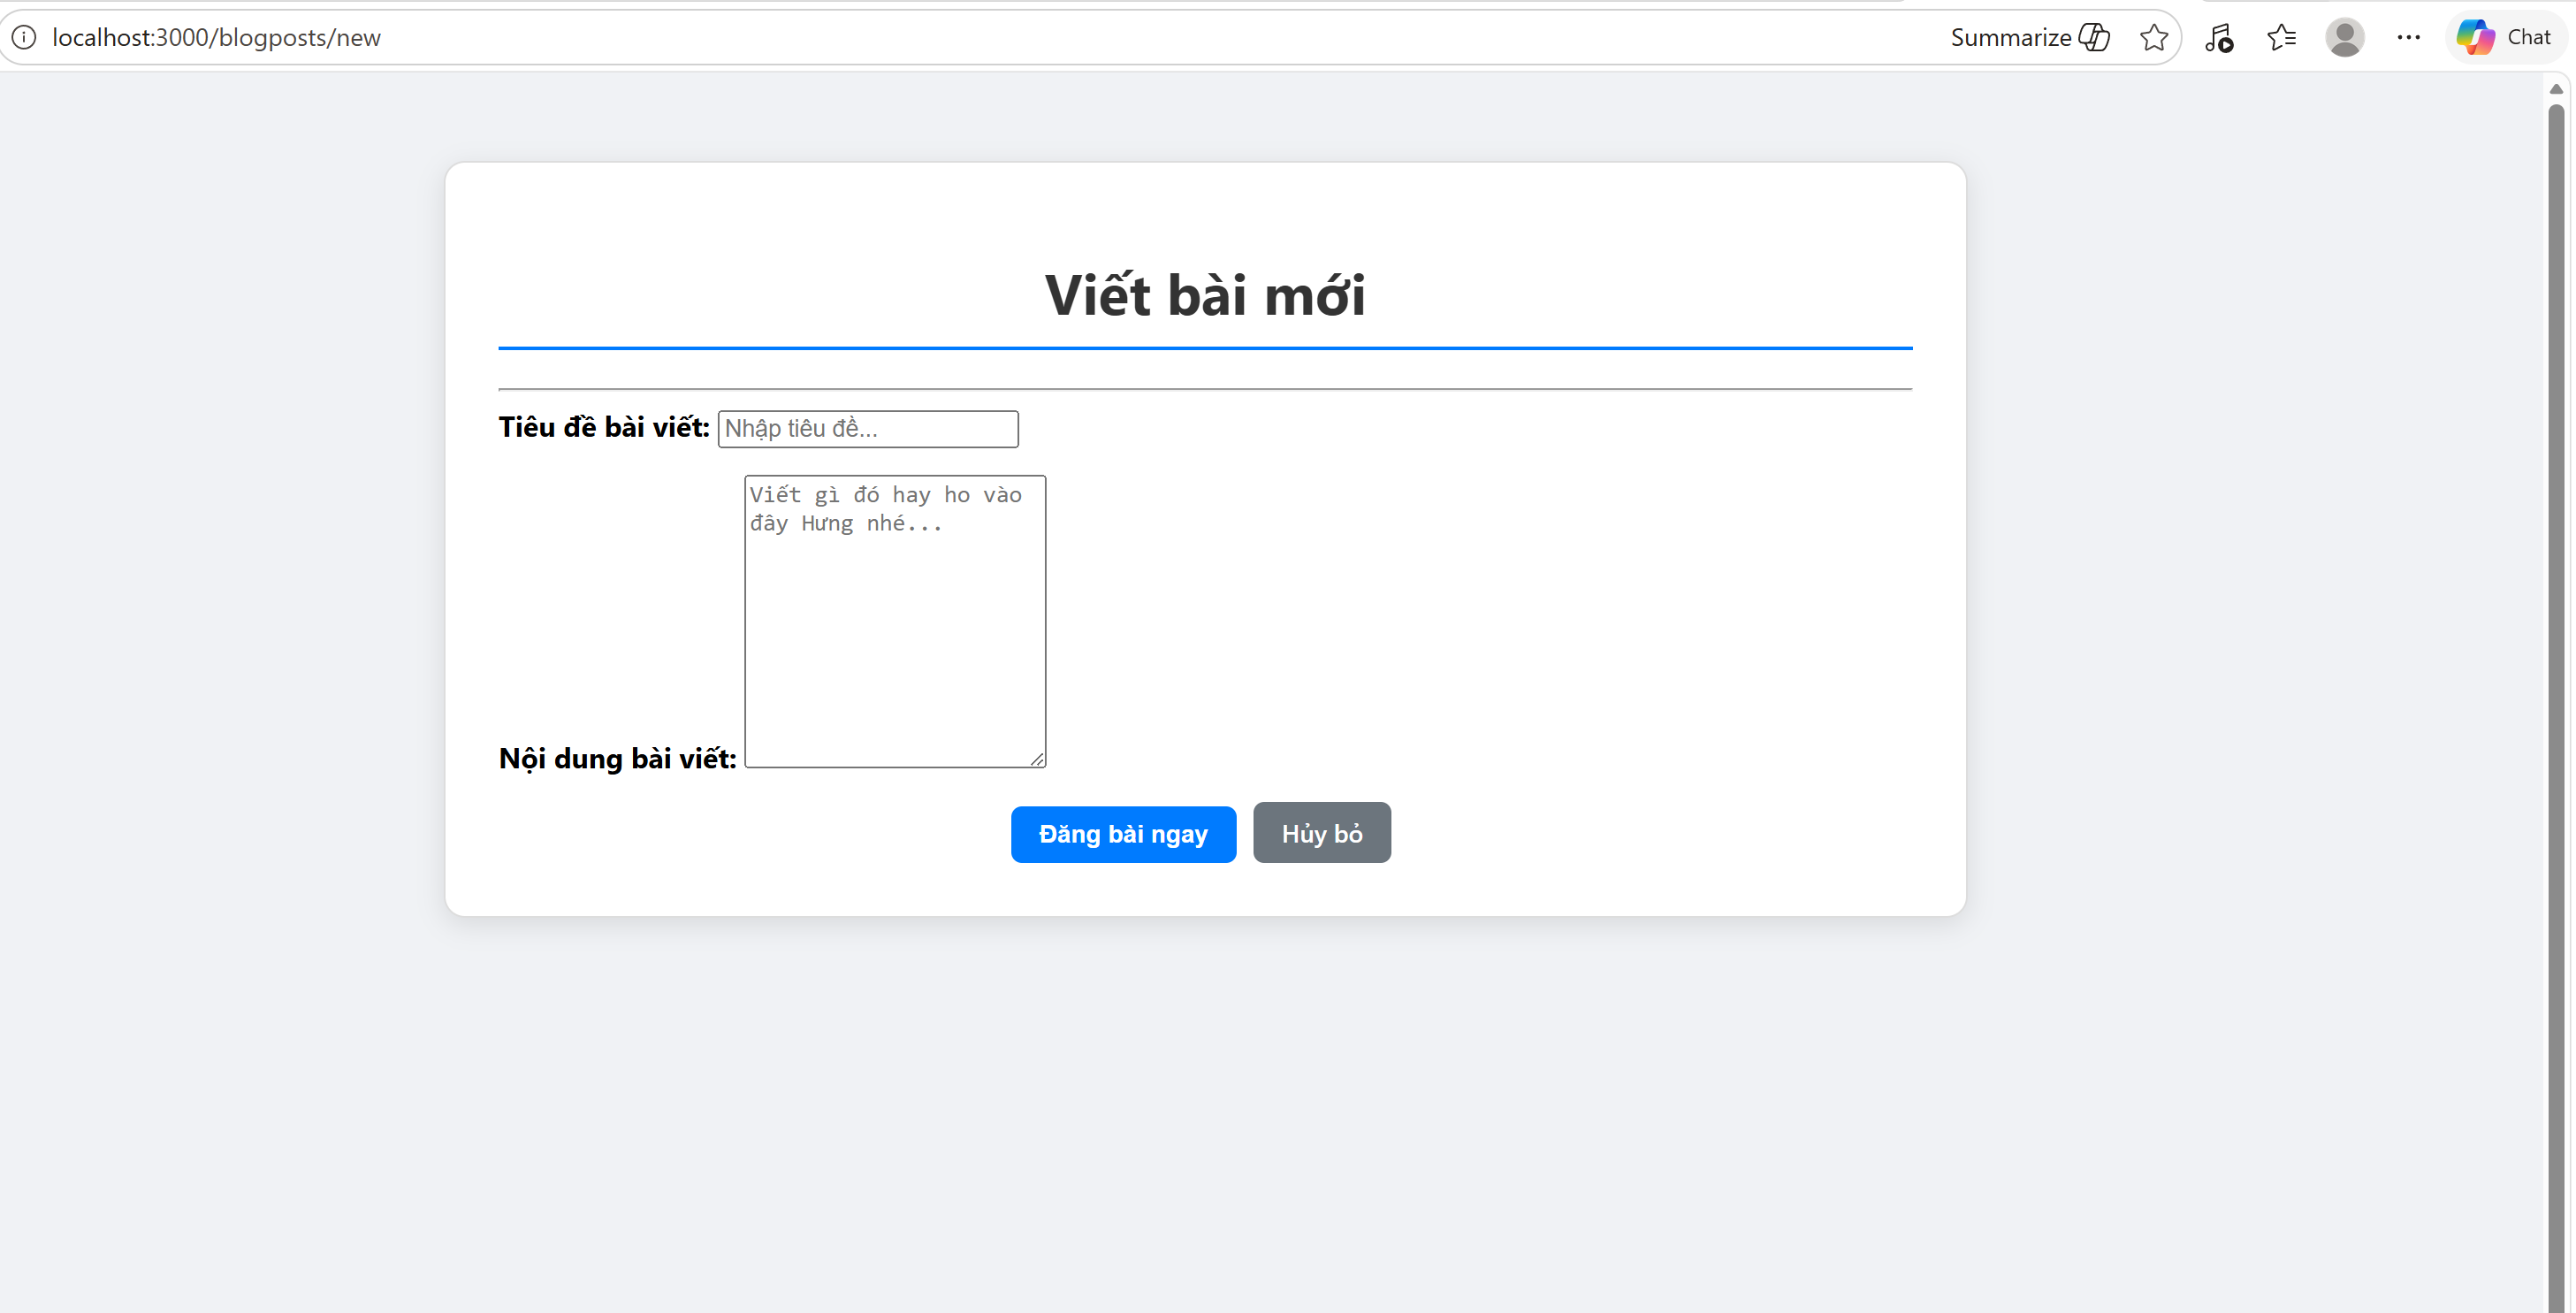 localhost:3000/blogposts/new
Summarize
Chat
Viết bài mới
Tiêu đề bài viết: Nhập tiêu đề...
Viết gì đó hay ho vào
đây Hưng nhé...
Nội dung bài viết:
Đăng bài ngay Hủy bỏ